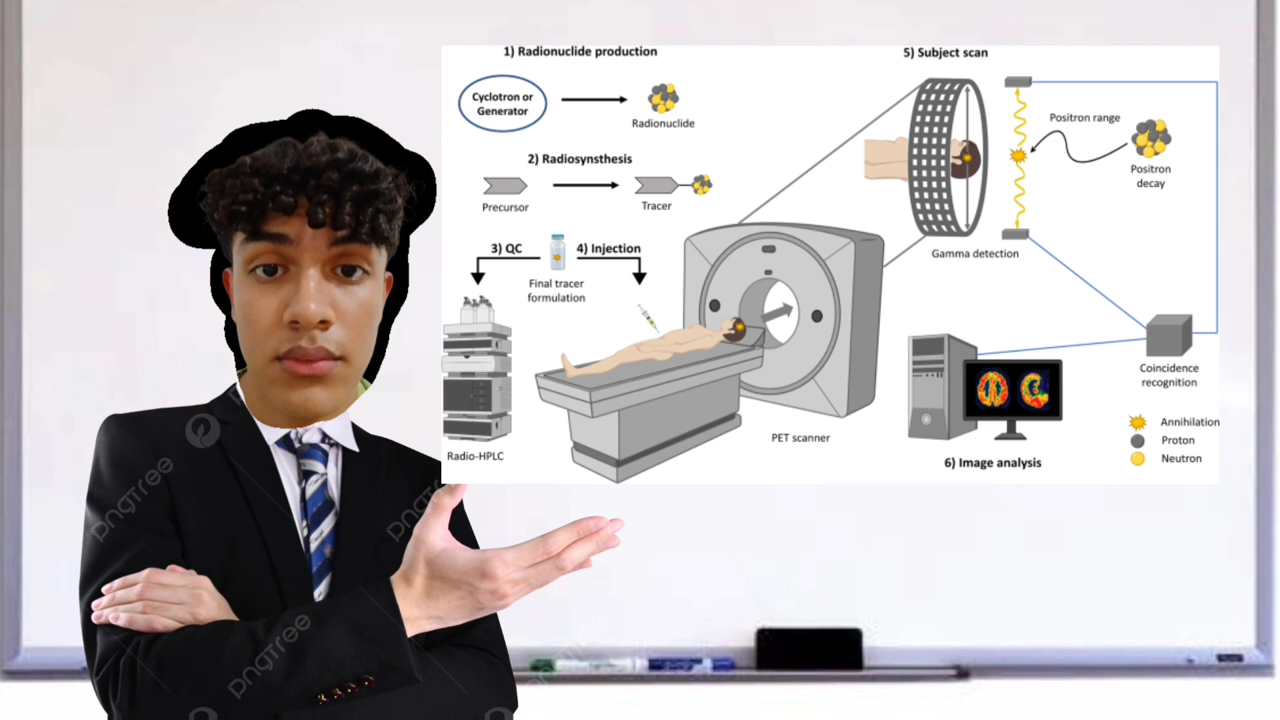 1) Radionuclide production
Cyclotron or
Generator
Radionuclide
2) Radiosynsthesis
Precursor
Tracer
3) QC
4) Injection
Final tracer
formulation
Radio-HPLC
PET scanner
5) Subject scan
Positron range
Positron
decay
Gamma detection
Coincidence
recognition
Annihilation
Proton
Neutron
6) Image analysis
pngtree
pngtree
pngtree